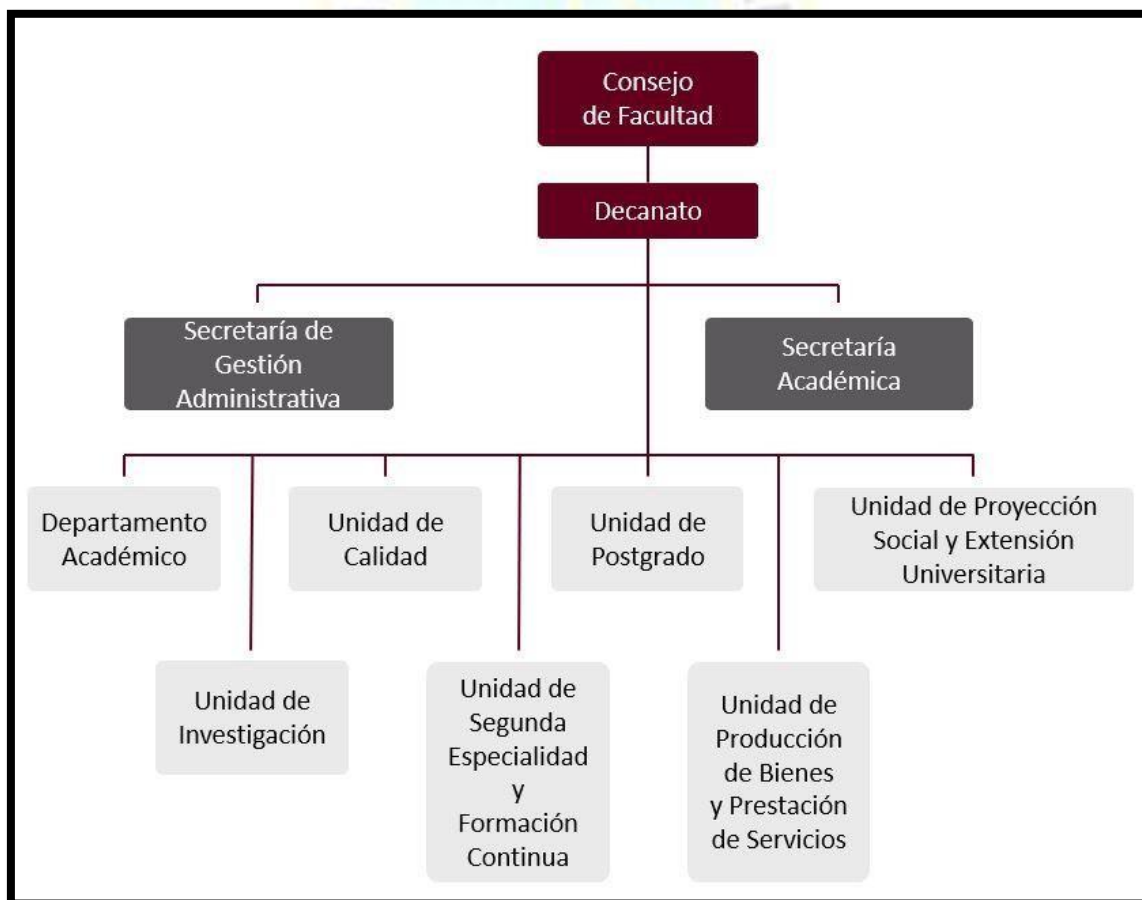 Consejo
de Facultad
Decanato
Secretaría de
Gestión
Administrativa
Secretaría
Académica
Departamento
Académico
Unidad de
Calidad
Unidad de
Postgrado
Unidad de Proyección
Social y Extensión
Universitaria
Unidad de
Investigación
Unidad de
Segunda
Especialidad
y
Formación
Continua
Unidad de
Producción
de Bienes
y Prestación
de Servicios